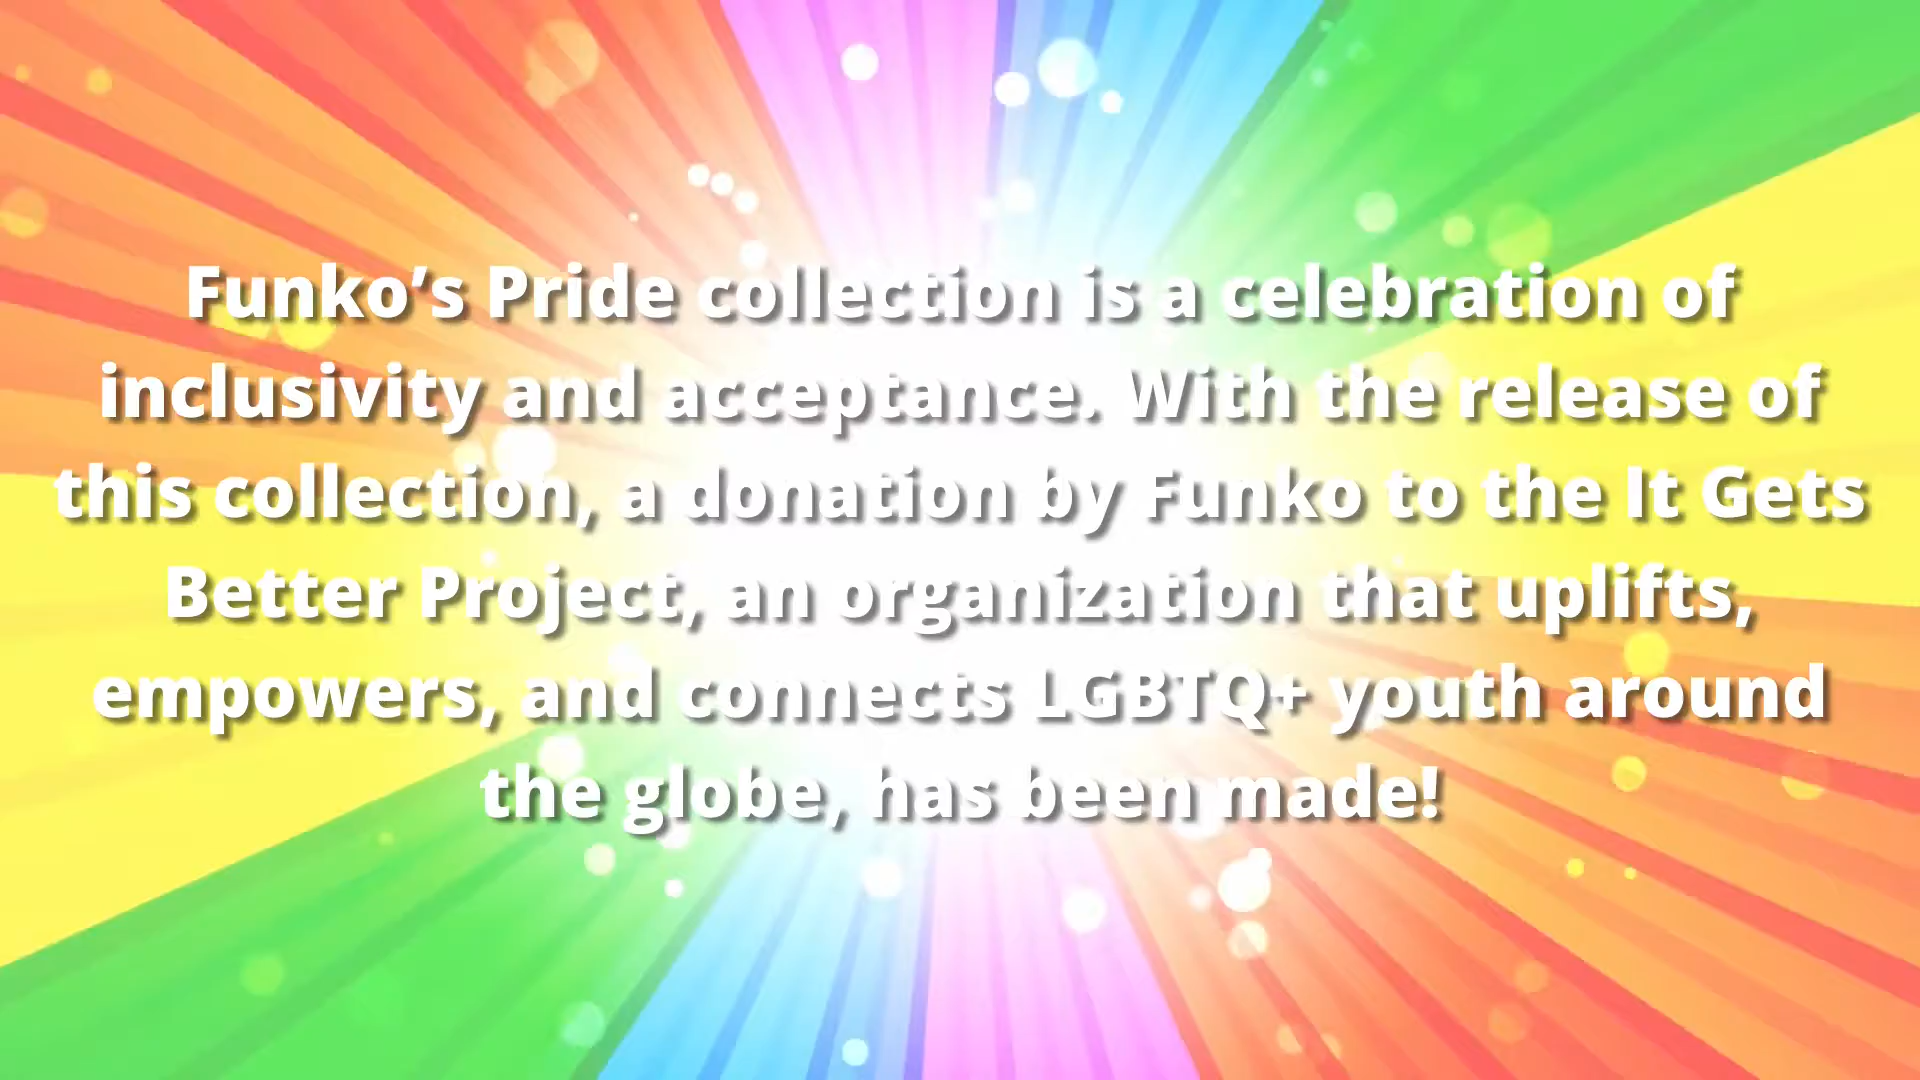 Funko’s Pride collection is a celebration of
inclusivity and acceptance. With the release of
this collection, a donation by Funko to the It Gets
Better Project, an organization that uplifts,
empowers, and connects LGBTQ+ youth around
the globe, has been made!